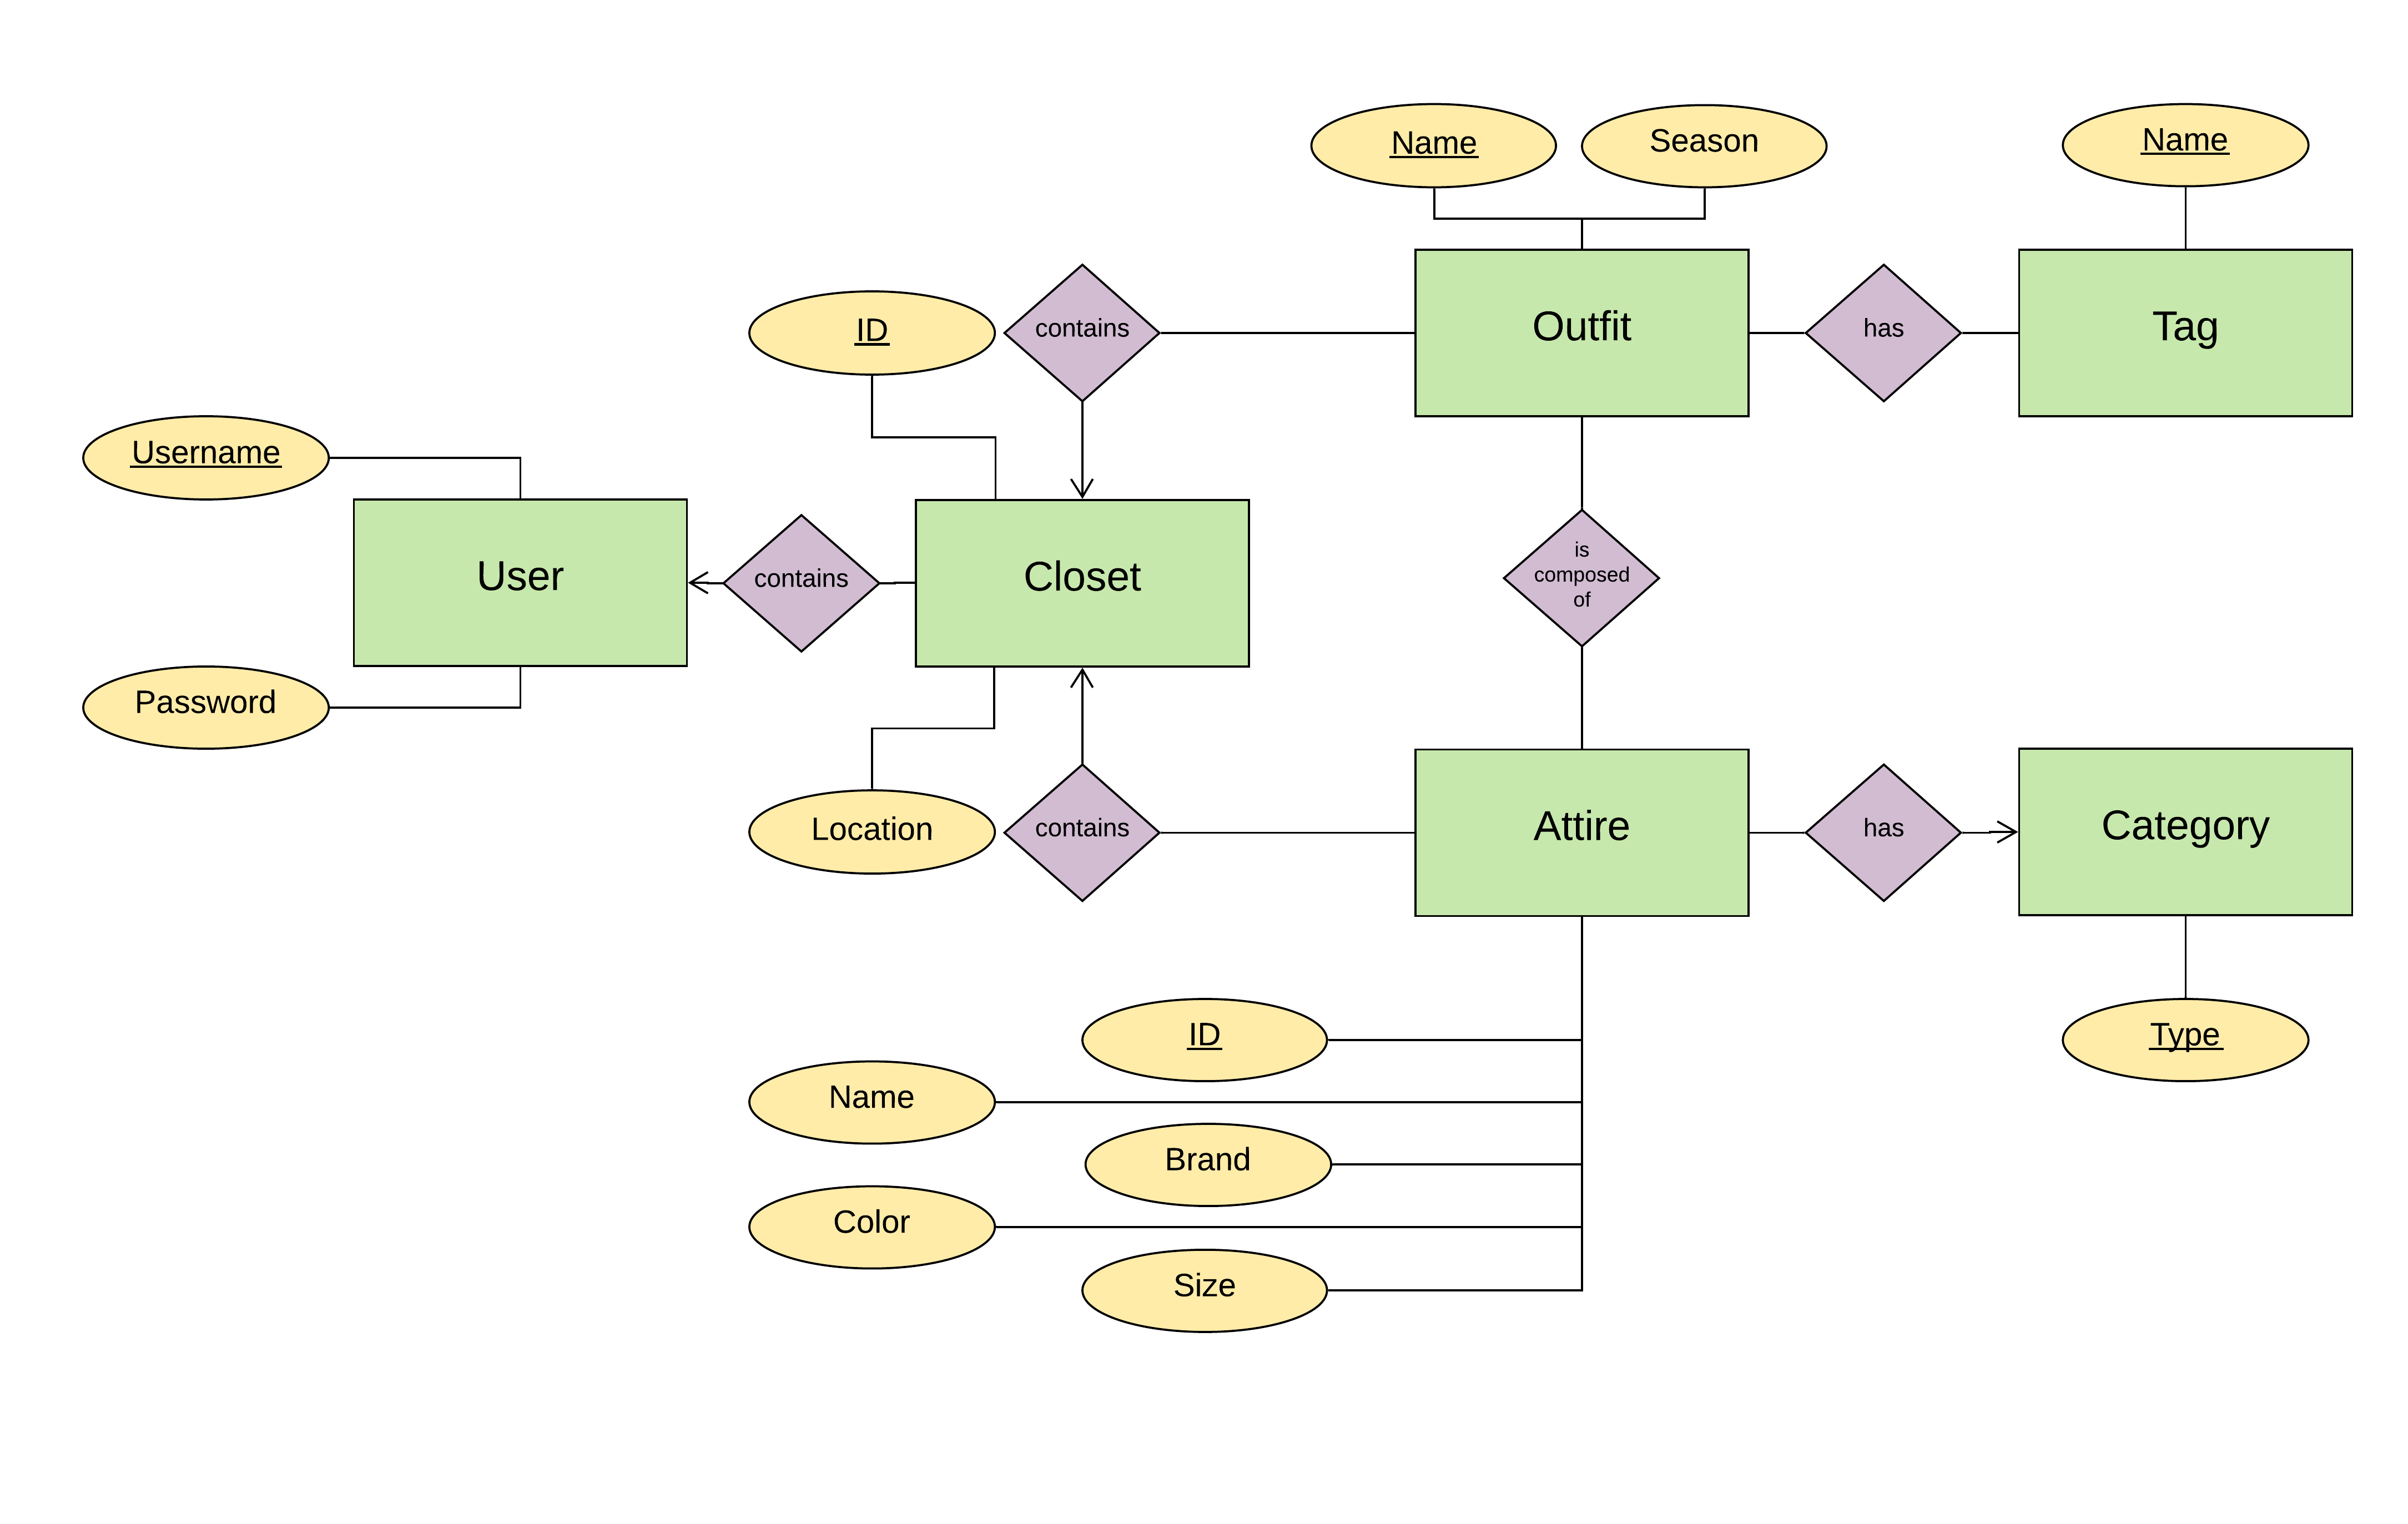 Name
Season
Name
ID
contains
Outfit
has
Tag
Username
User
contains
Closet
is
composed
of
Password
Location
contains
Attire
has
Category
ID
Type
Name
Brand
Color
Size